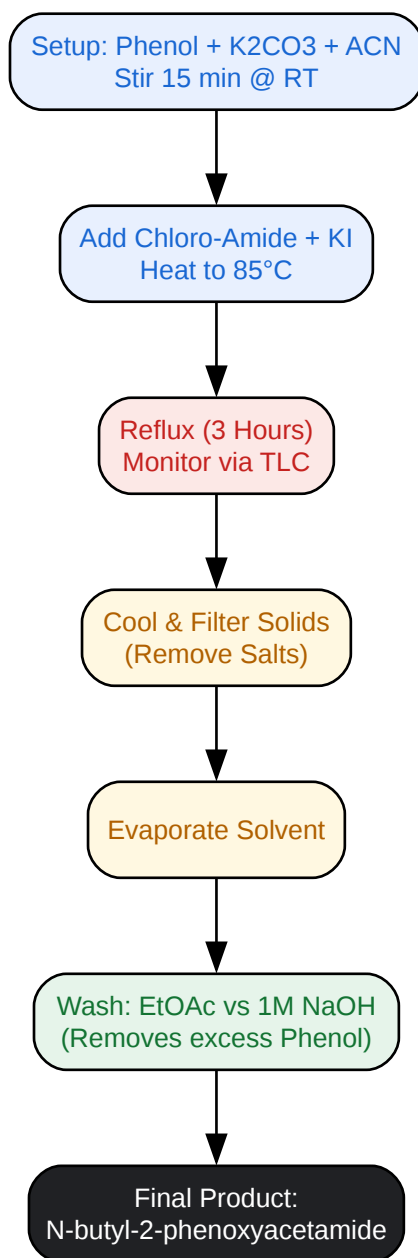 Setup: Phenol + K2CO3 + ACN
Stir 15 min @ RT
Add Chloro-Amide + KI
Heat to 85°C
Reflux (3 Hours)
Monitor via TLC
Cool & Filter Solids
(Remove Salts)
Evaporate Solvent
Wash: EtOAc vs 1M NaOH
(Removes excess Phenol)
Final Product:
N-butyl-2-phenoxyacetamide